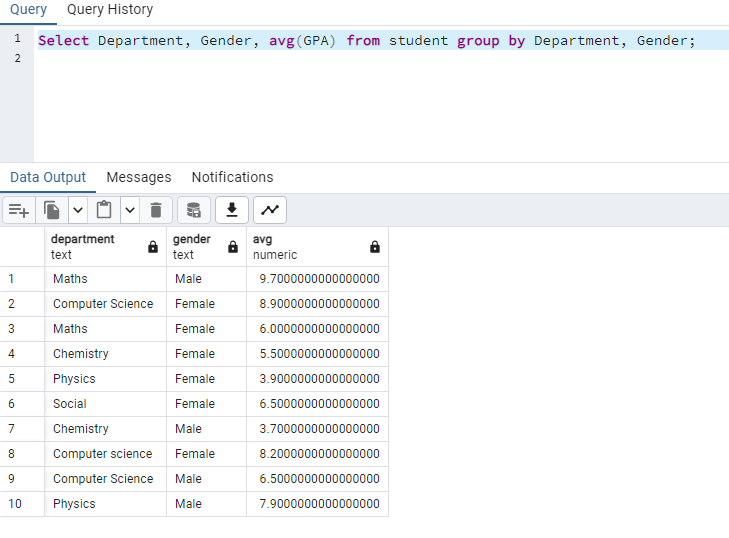 Query Query History
1 Select Department, Gender, avg(GPA) from student group by Department, Gender;
2
Data Output Messages Notifications
department gender avg
text text numeric
1 Maths Male 9.7000000000000000
2 Computer Science Female 8.9000000000000000
3 Maths Female 6.0000000000000000
4 Chemistry Female 5.5000000000000000
5 Physics Female 3.9000000000000000
6 Social Female 6.5000000000000000
7 Chemistry Male 3.7000000000000000
8 Computer science Female 8.2000000000000000
9 Computer Science Male 6.5000000000000000
10 Physics Male 7.9000000000000000